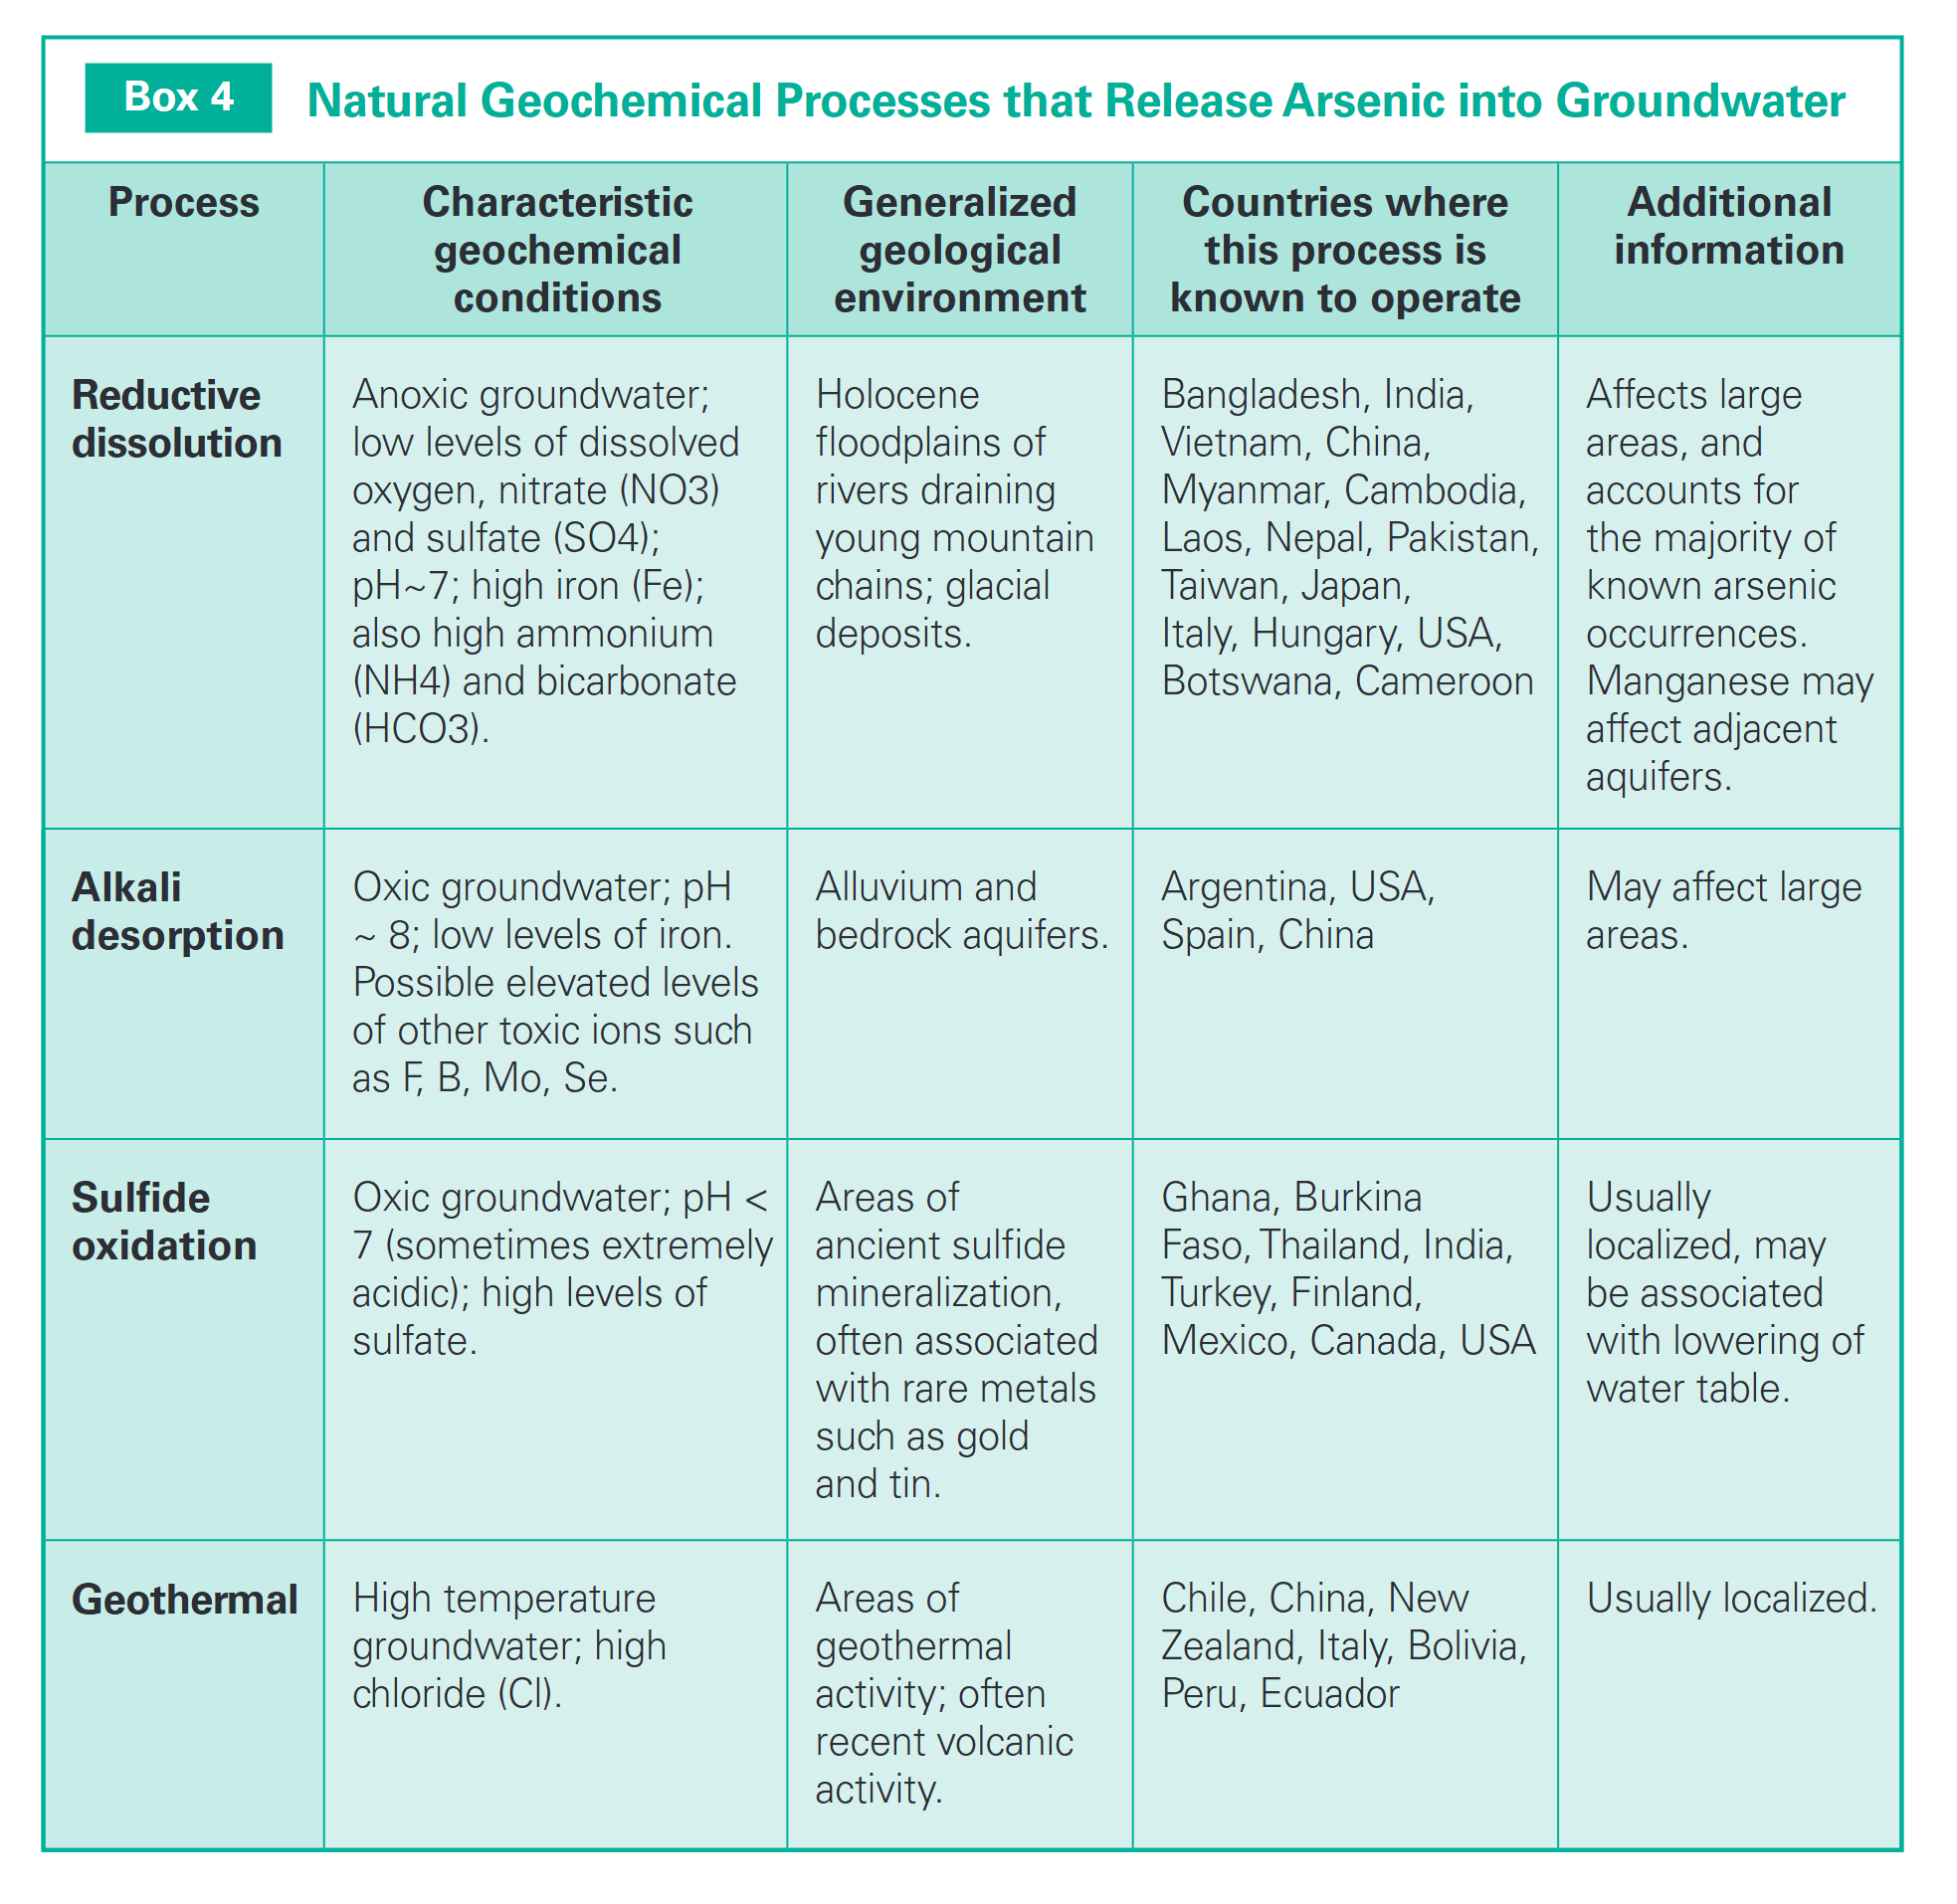 Box 4
Natural Geochemical Processes that Release Arsenic into Groundwater
Process
Characteristic
geochemical
conditions
Generalized
geological
environment
Countries where
this process is
known to operate
Additional
information
Reductive
dissolution
Anoxic groundwater;
low levels of dissolved
oxygen, nitrate (NO3)
and sulfate (SO4);
pH~7; high iron (Fe);
also high ammonium
(NH4) and bicarbonate
(HCO3).
Holocene
floodplains of
rivers draining
young mountain
chains; glacial
deposits.
Bangladesh, India,
Vietnam, China,
Myanmar, Cambodia,
Laos, Nepal, Pakistan,
Taiwan, Japan,
Italy, Hungary, USA,
Botswana, Cameroon
Affects large
areas, and
accounts for
the majority of
known arsenic
occurrences.
Manganese may
affect adjacent
aquifers.
Alkali
desorption
Oxic groundwater; pH
~ 8; low levels of iron.
Possible elevated levels
of other toxic ions such
as F, B, Mo, Se.
Alluvium and
bedrock aquifers.
Argentina, USA,
Spain, China
May affect large
areas.
Sulfide
oxidation
Oxic groundwater; pH <
7 (sometimes extremely
acidic); high levels of
sulfate.
Areas of
ancient sulfide
mineralization,
often associated
with rare metals
such as gold
and tin.
Ghana, Burkina
Faso, Thailand, India,
Turkey, Finland,
Mexico, Canada, USA
Usually
localized, may
be associated
with lowering of
water table.
Geothermal
High temperature
groundwater; high
chloride (Cl).
Areas of
geothermal
activity; often
recent volcanic
activity.
Chile, China, New
Zealand, Italy, Bolivia,
Peru, Ecuador
Usually localized.